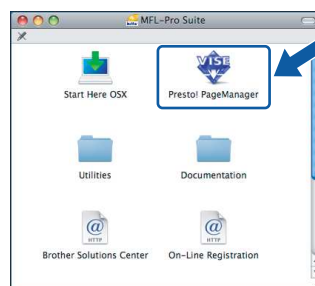 MFL-Pro Suite
VISE
Start Here OSX
Presto! PageManager
Utilities
Documentation
@
HTTP
@
HTTP
Brother Solutions Center
On-Line Registration